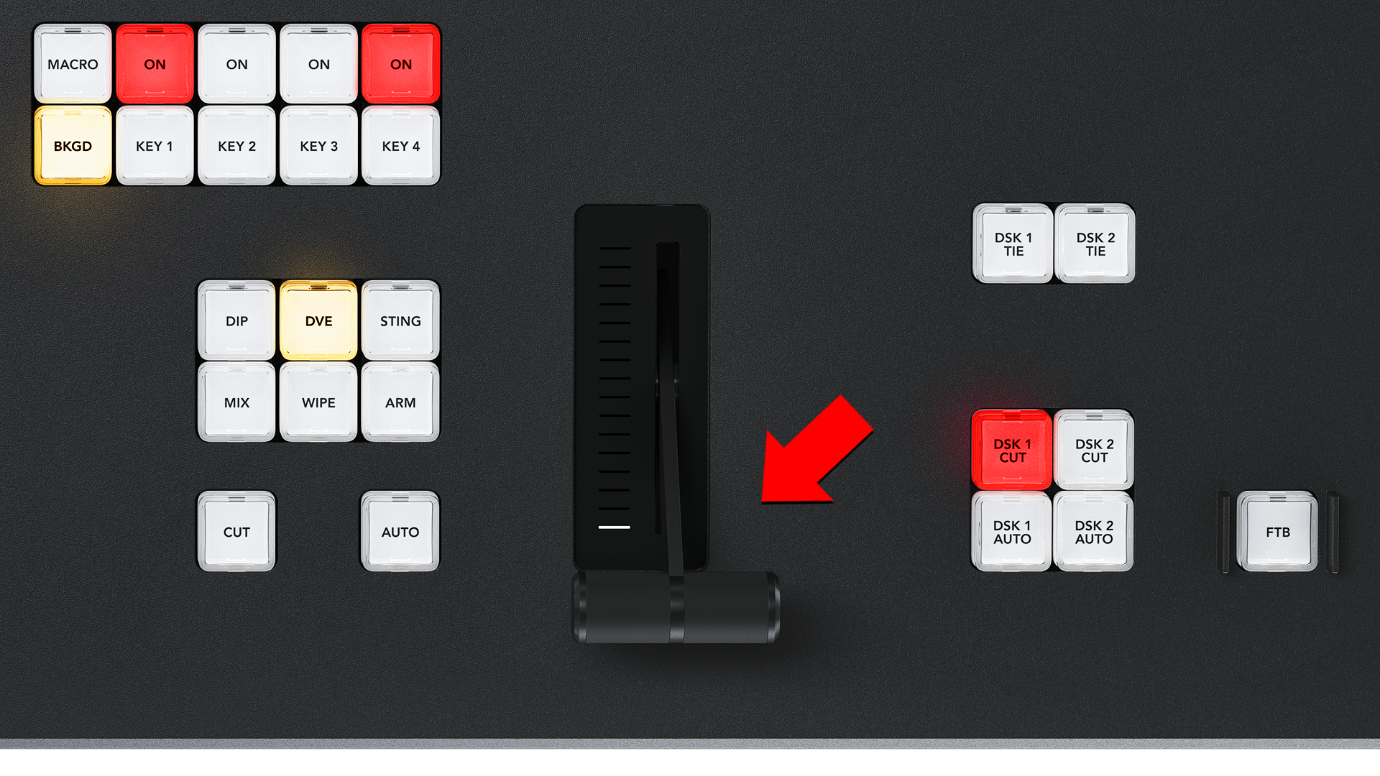 MACRO
ON
ON
ON
ON
BKGD
KEY 1
KEY 2
KEY 3
KEY 4
DSK 1
TIE
DSK 2
TIE
DIP
DVE
STING
MIX
WIPE
ARM
DSK 1
CUT
DSK 2
CUT
CUT
AUTO
DSK 1
AUTO
DSK 2
AUTO
FTB